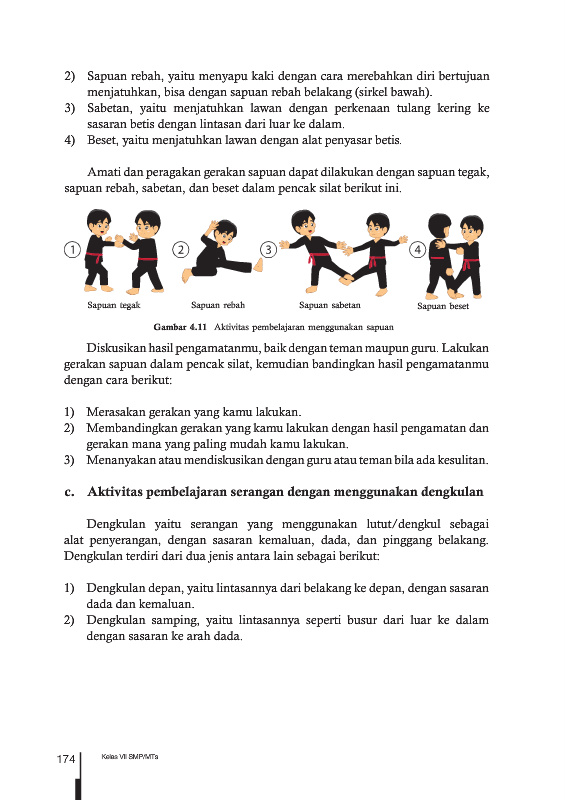 2) Sapuan rebah, yaitu menyapu kaki dengan cara merebahkan diri bertujuan
menjatuhkan, bisa dengan sapuan rebah belakang (sirkel bawah).
3) Sabetan, yaitu menjatuhkan lawan dengan perkenaan tulang kering ke
sasaran betis dengan lintasan dari luar ke dalam.
4) Beset, yaitu menjatuhkan lawan dengan alat penyasar betis.
Amati dan peragakan gerakan sapuan dapat dilakukan dengan sapuan tegak,
sapuan rebah, sabetan, dan beset dalam pencak silat berikut ini.
1 2 3 4
Sapuan tegak Sapuan rebah Sapuan sabetan Sapuan beset
Gambar 4.11 Aktivitas pembelajaran menggunakan sapuan
Diskusikan hasil pengamatanmu, baik dengan teman maupun guru. Lakukan
gerakan sapuan dalam pencak silat, kemudian bandingkan hasil pengamatanmu
dengan cara berikut:
1) Merasakan gerakan yang kamu lakukan.
2) Membandingkan gerakan yang kamu lakukan dengan hasil pengamatan dan
gerakan mana yang paling mudah kamu lakukan.
3) Menanyakan atau mendiskusikan dengan guru atau teman bila ada kesulitan.
c. Aktivitas pembelajaran serangan dengan menggunakan dengkulan
Dengkulan yaitu serangan yang menggunakan lutut/dengkul sebagai
alat penyerangan, dengan sasaran kemaluan, dada, dan pinggang belakang.
Dengkulan terdiri dari dua jenis antara lain sebagai berikut:
1) Dengkulan depan, yaitu lintasannya dari belakang ke depan, dengan sasaran
dada dan kemaluan.
2) Dengkulan samping, yaitu lintasannya seperti busur dari luar ke dalam
dengan sasaran ke arah dada.
174 Kelas VII SMP/MTs